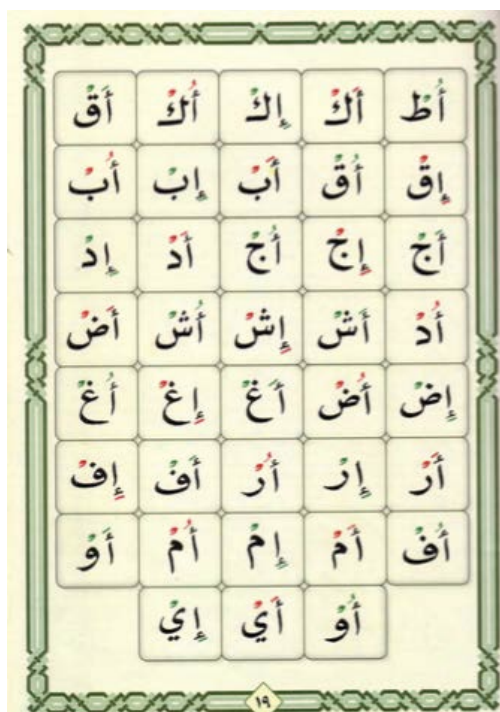 أُطْ أَكْ إِكْ أُكْ أَقْ
إِقْ أُقْ أَبْ إِبْ أُبْ
أَجْ إِجْ أُجْ أَدْ إِدْ
أُدْ أَشْ إِشْ أُشْ أَضْ
إِضْ أُضْ أَغْ إِغْ أُغْ
أَرْ إِرْ أُرْ أَفْ إِفْ
أُفْ أَمْ إِمْ أُمْ أَوْ
أُوْ أَيْ إِيْ
١٩